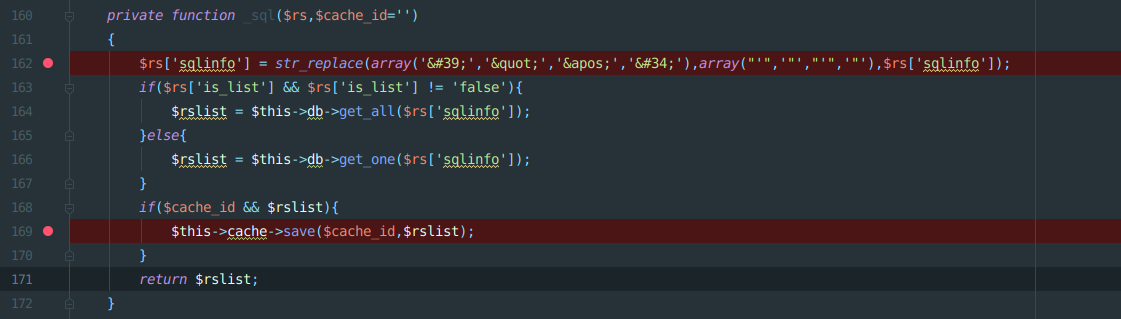 160 private function _sql($rs,$cache_id='')
161 {
162 $rs['sqlinfo'] = str_replace(array('&#39;','&quot;','&apos;','&#34;'),array("'",'"',"'",'"'),$rs['sqlinfo']);
163 if($rs['is_list'] && $rs['is_list'] != 'false'){
164 $rslist = $this->db->get_all($rs['sqlinfo']);
165 }else{
166 $rslist = $this->db->get_one($rs['sqlinfo']);
167 }
168 if($cache_id && $rslist){
169 $this->cache->save($cache_id,$rslist);
170 }
171 return $rslist;
172 }